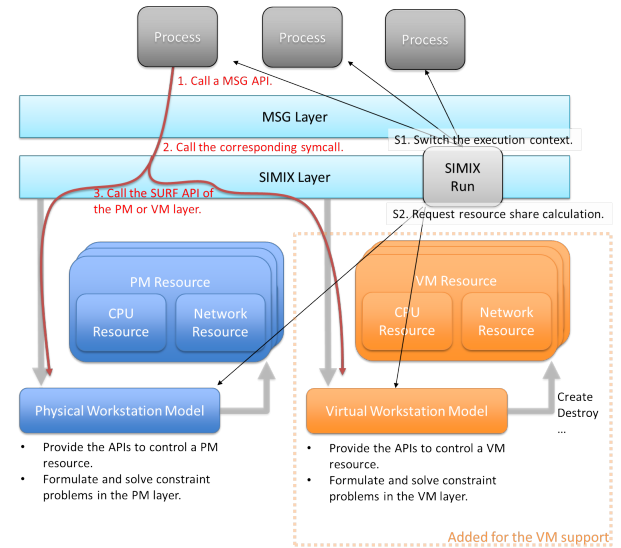 Process
Process
Process
1. Call a MSG API.
MSG Layer
S1. Switch the execution context.
2. Call the corresponding symcall.
SIMIX Layer
SIMIX
Run
3. Call the SURF API of
the PM or VM layer.
S2. Request resource share calculation.
PM Resource
CPU
Resource
Network
Resource
VM Resource
CPU
Resource
Network
Resource
Physical Workstation Model
Virtual Workstation Model
Create
Destroy
...
• Provide the APIs to control a PM
resource.
• Formulate and solve constraint
problems in the PM layer.
• Provide the APIs to control a VM
resource.
• Formulate and solve constraint
problems in the VM layer.
Added for the VM support